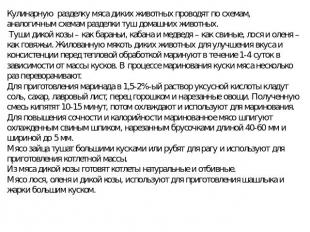 Кулинарную разделку мяса диких животных проводят по схемам,
аналогичным схемам разделки туш домашних животных.
Туши дикой козы – как бараньи, кабана и медведя – как свиные, лося и оленя –
как говяжьи. Жилованную мякоть диких животных для улучшения вкуса и
консистенции перед тепловой обработкой маринуют в течение 1-4 суток в
зависимости от массы кусков. В процессе маринования куски мяса несколько
раз переворачивают.
Для приготовления маринада в 1,5-2%-ый раствор уксусной кислоты кладут
соль, сахар, лавровый лист, перец горошком и нарезанные овощи. Полученную
смесь кипятят 10-15 минут, потом охлаждают и используют для маринования.
Для повышения сочности и калорийности маринованное мясо шпигуют
охлажденным свиным шпиком, нарезанным брусочками длиной 40-60 мм и
шириной до 5 мм.
Мясо зайца тушат большими кусками или рубят для рагу и используют для
приготовления котлетной массы.
Из мяса дикой козы готовят котлеты натуральные и отбивные.
Мясо лося, оленя и дикой козы, используют для приготовления шашлыка и
жарки большим куском.